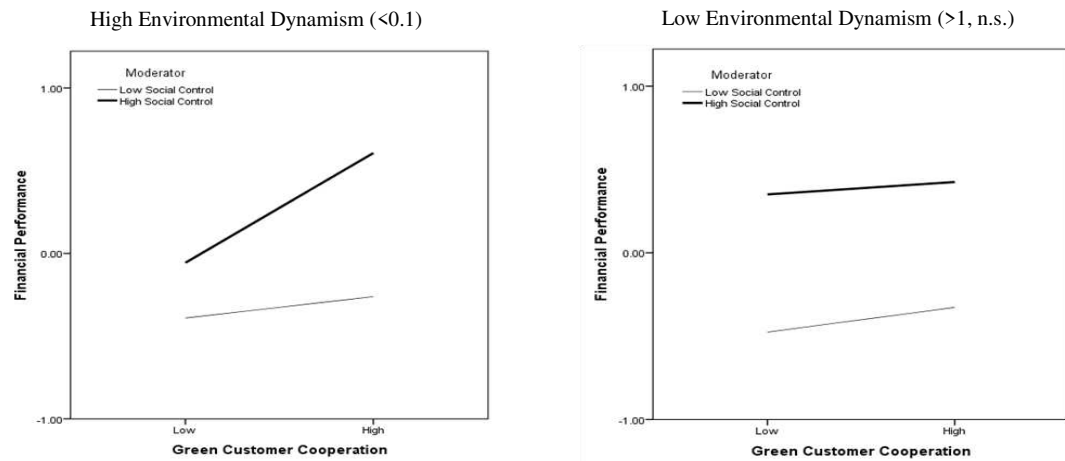 High Environmental Dynamism (<0.1)
Moderator
Low Social Control
High Social Control
1.00
0.00
-1.00
Financial Performance
Low
High
Green Customer Cooperation
Low Environmental Dynamism (>1, n.s.)
Moderator
Low Social Control
High Social Control
1.00
0.00
-1.00
Financial Performance
Low
High
Green Customer Cooperation